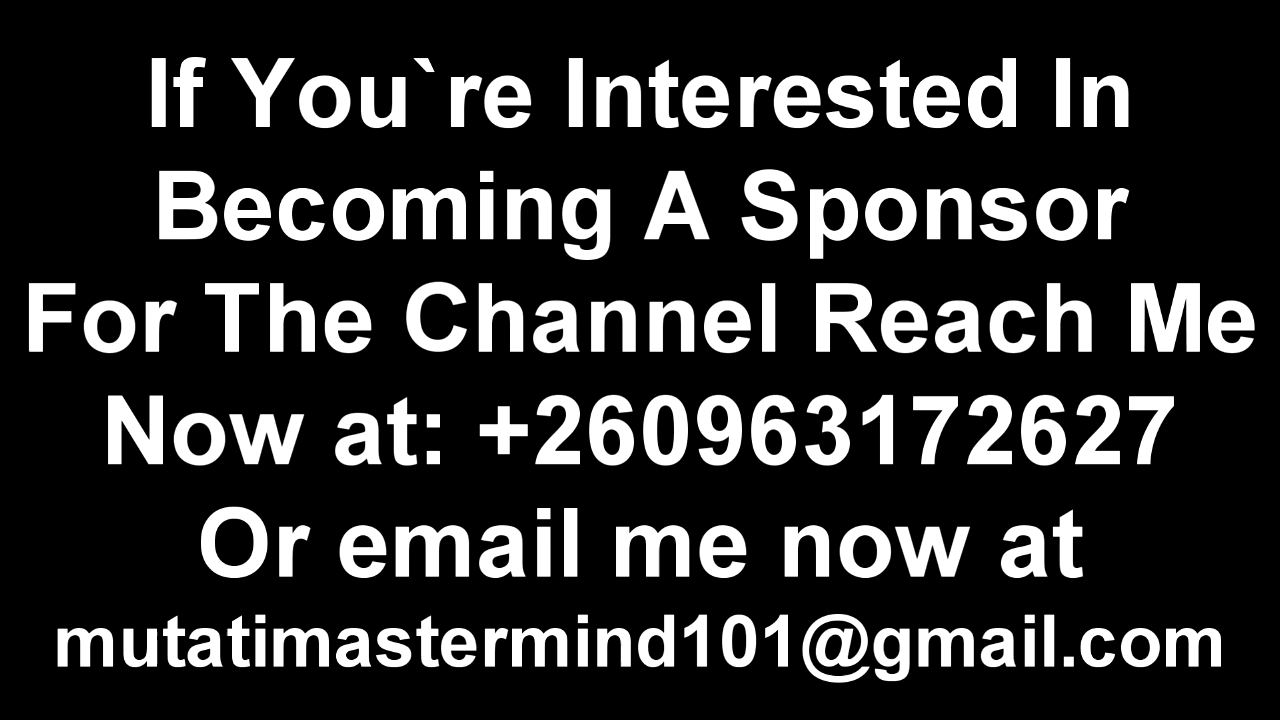 If You`re Interested In
Becoming A Sponsor
For The Channel Reach Me
Now at: +260963172627
Or email me now at
mutatimastermind101@gmail.com